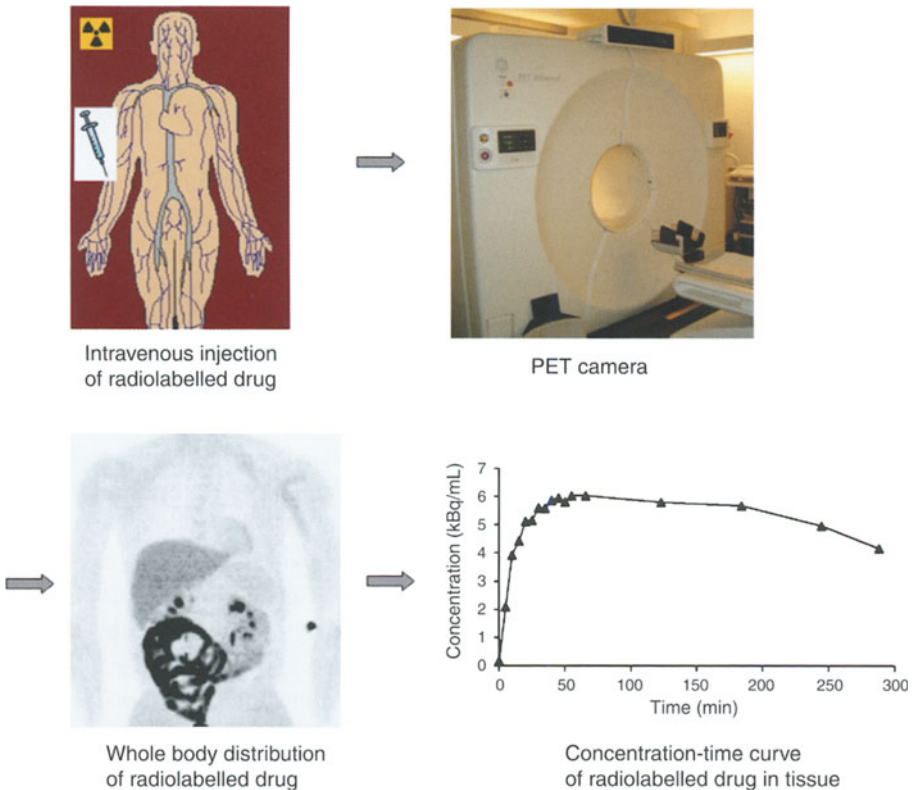 Intravenous injection
of radiolabelled drug
PET camera
Whole body distribution
of radiolabelled drug
Concentration (kBq/mL)
7
6
5
4
3
2
1
0
0 50 100 150 200 250 300
Time (min)
Concentration-time curve
of radiolabelled drug in tissue